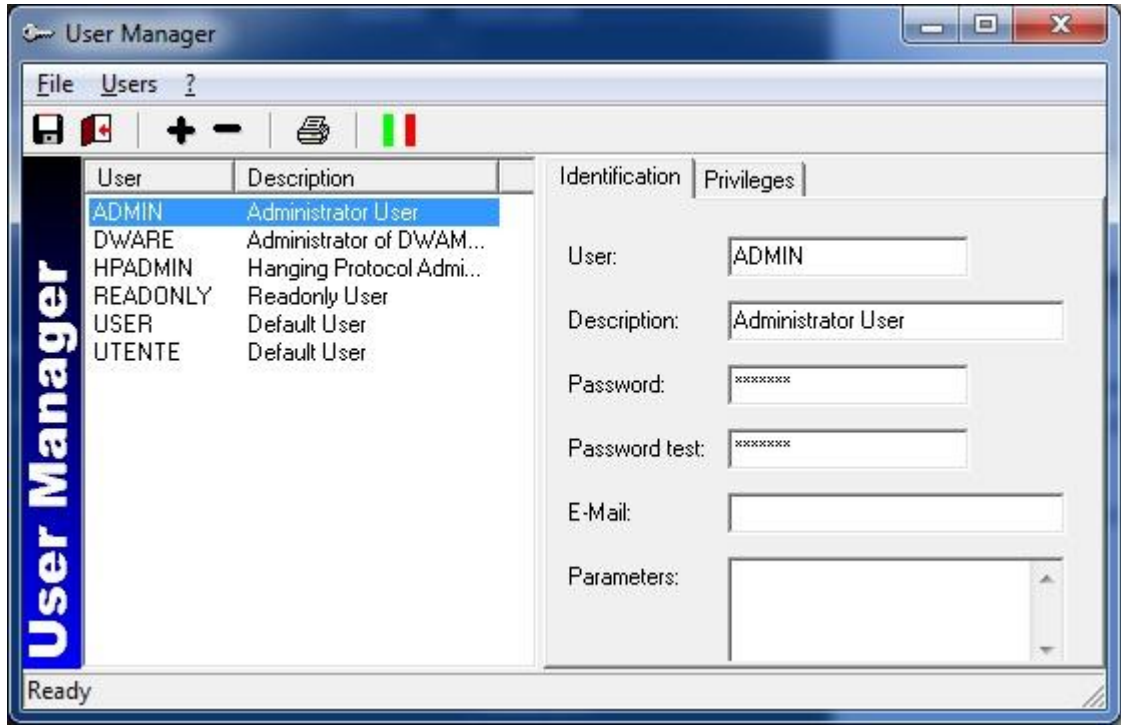 User Manager
File Users ?
User Description
ADMIN Administrator User
DWARE Administrator of DWAM...
HPADMIN Hanging Protocol Admi...
READONLY Readonly User
USER Default User
UTENTE Default User
User Manager
Identification Privileges
User: ADMIN
Description: Administrator User
Password: *******
Password test: *******
E-Mail:
Parameters:
Ready